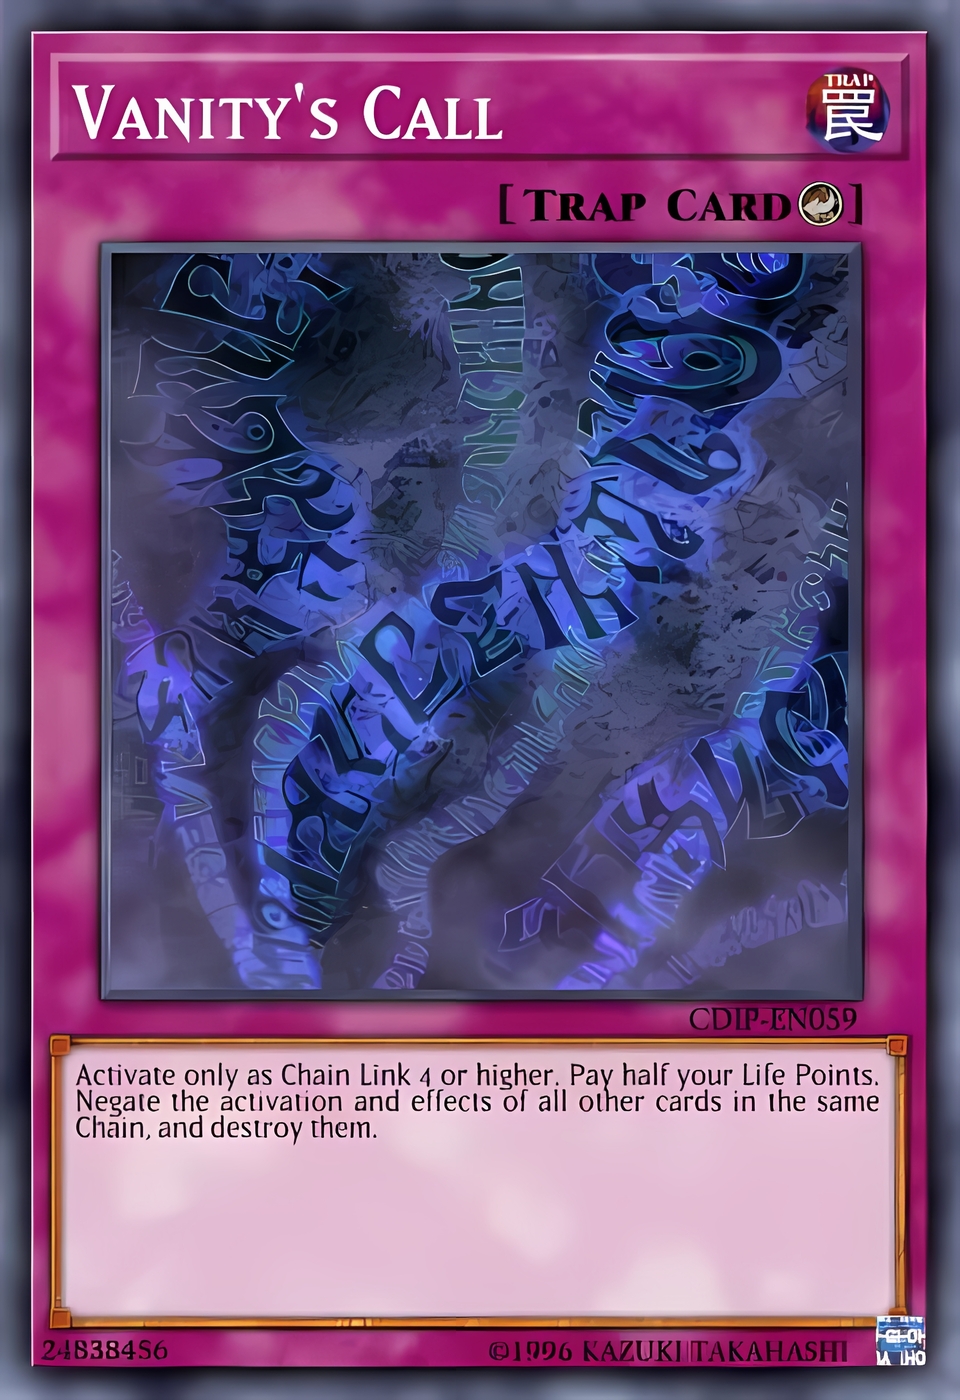 Vanity's Call
TRAP
罠
[Trap Card]
CDIP-EN059
Activate only as Chain Link 4 or higher. Pay half your Life Points.
Negate the activation and effects of all other cards in the same
Chain, and destroy them.
24838456
©1996 KAZUKI TAKAHASHI